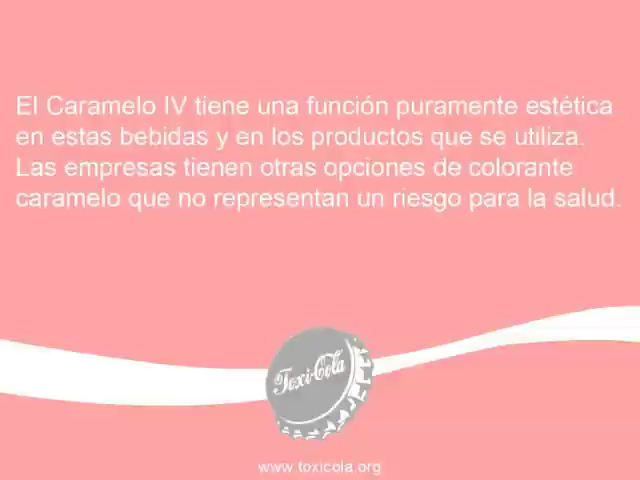 El Caramelo IV tiene una función puramente estética
en estas bebidas y en los productos que se utiliza.
Las empresas tienen otras opciones de colorante
caramelo que no representan un riesgo para la salud.
Toxi-Cola
www.toxicola.org